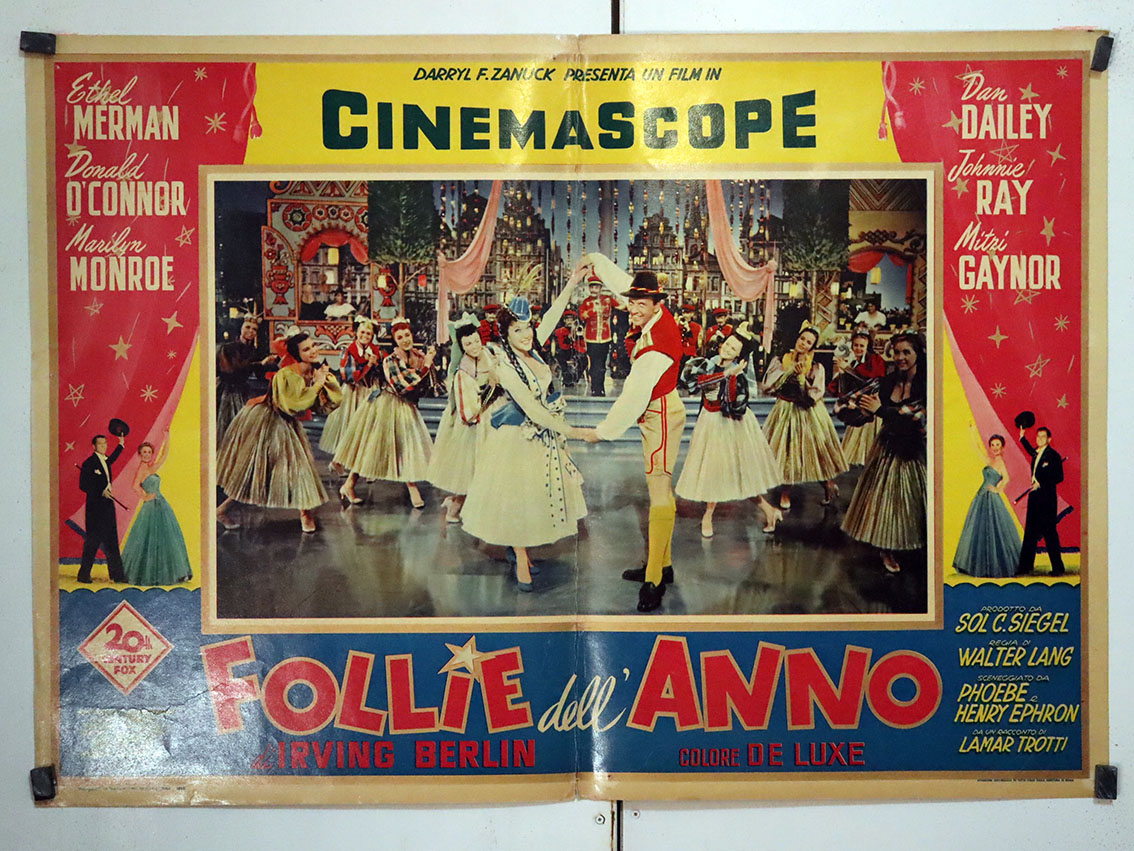 DARRYL F. ZANUCK PRESENTA UN FILM IN
CINEMASCOPE
Ethel
MERMAN
Donald
O'CONNOR
Marilyn
MONROE
Dan
DAILEY
Johnnie
RAY
Mitzi
GAYNOR
20th
CENTURY
FOX
FOLLIE dell'ANNO
di IRVING BERLIN
COLORE DE LUXE
PRODOTTO DA
SOL C. SIEGEL
REGIA DI
WALTER LANG
SCENEGGIATO DA
PHOEBE e
HENRY EPHRON
DA UN RACCONTO DI
LAMAR TROTTI